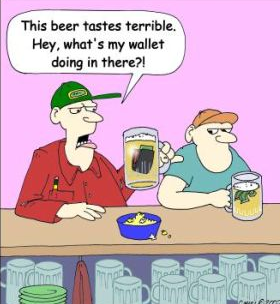 This beer tastes terrible.
Hey, what's my wallet
doing in there?!